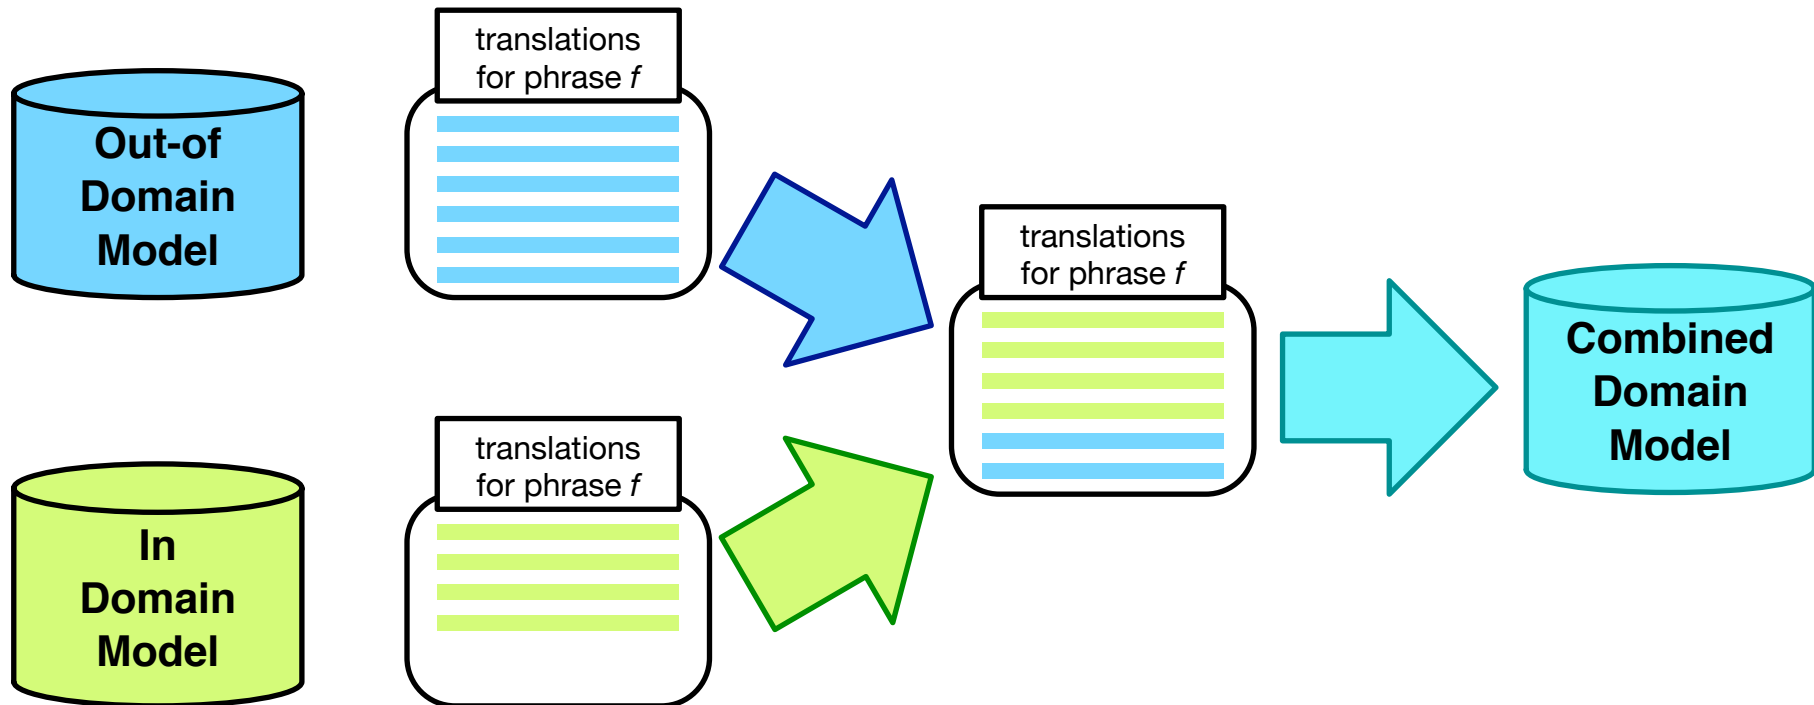 Out-of
Domain
Model
translations
for phrase f
In
Domain
Model
translations
for phrase f
translations
for phrase f
Combined
Domain
Model